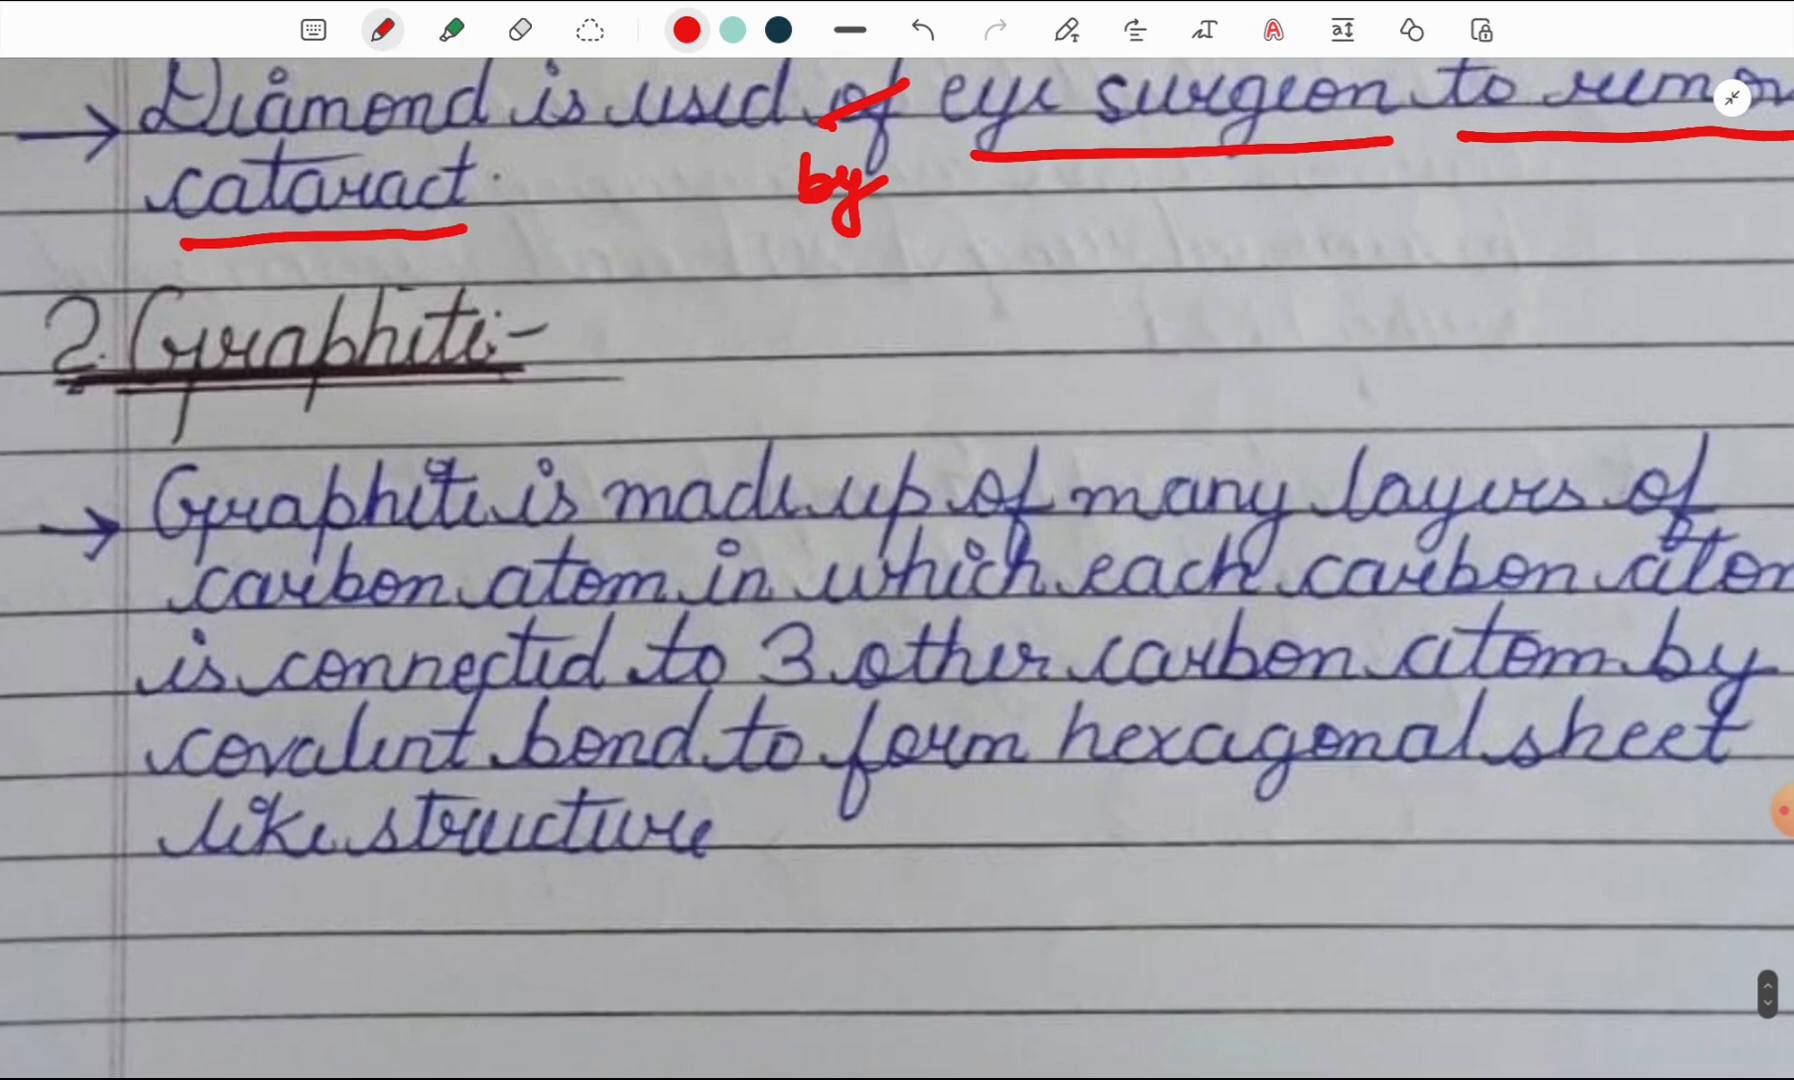 → Diamond is used of eye surgeon to remov
by
cataract.
2. Graphite:-
→ Graphite is made up of many layers of
carbon atom in which each carbon atom
is connected to 3 other carbon atom by
covalent bond to form hexagonal sheet
like structure